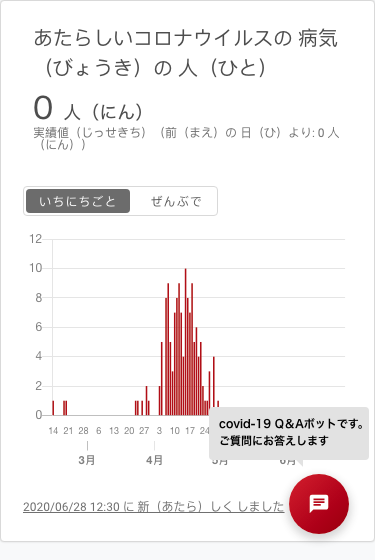 あたらしいコロナウイルスの 病気
（びょうき）の 人（ひと）
0 人（にん）
実績値（じっせきち）（前（まえ）の 日（ひ）より: 0 人
（にん））
いちにちごと ぜんぶで
12
10
8
6
4
2
0
14 21 28 6 13 20 27 3 10 17 24
covid-19 Q&Aボットです。
ご質問にお答えします
3月 4月 5月 6月
2020/06/28 12:30 に 新（あたら）しく しました